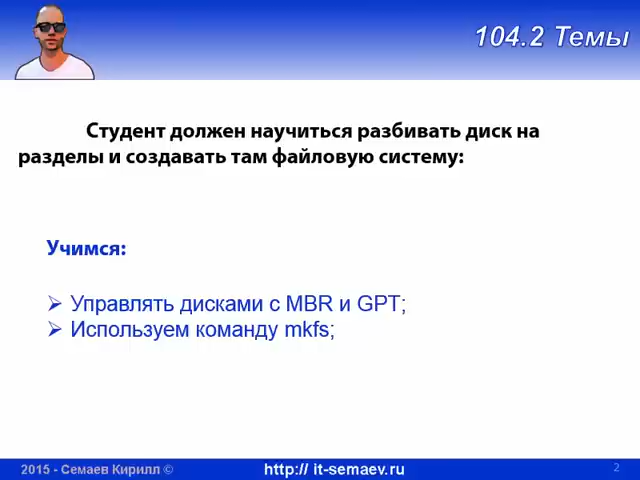 104.2 Темы
Студент должен научиться разбивать диск на
разделы и создавать там файловую систему:
Учимся:
➢ Управлять дисками с MBR и GPT;
➢ Используем команду mkfs;
2015 - Семаев Кирилл ©
http:// it-semaev.ru
2